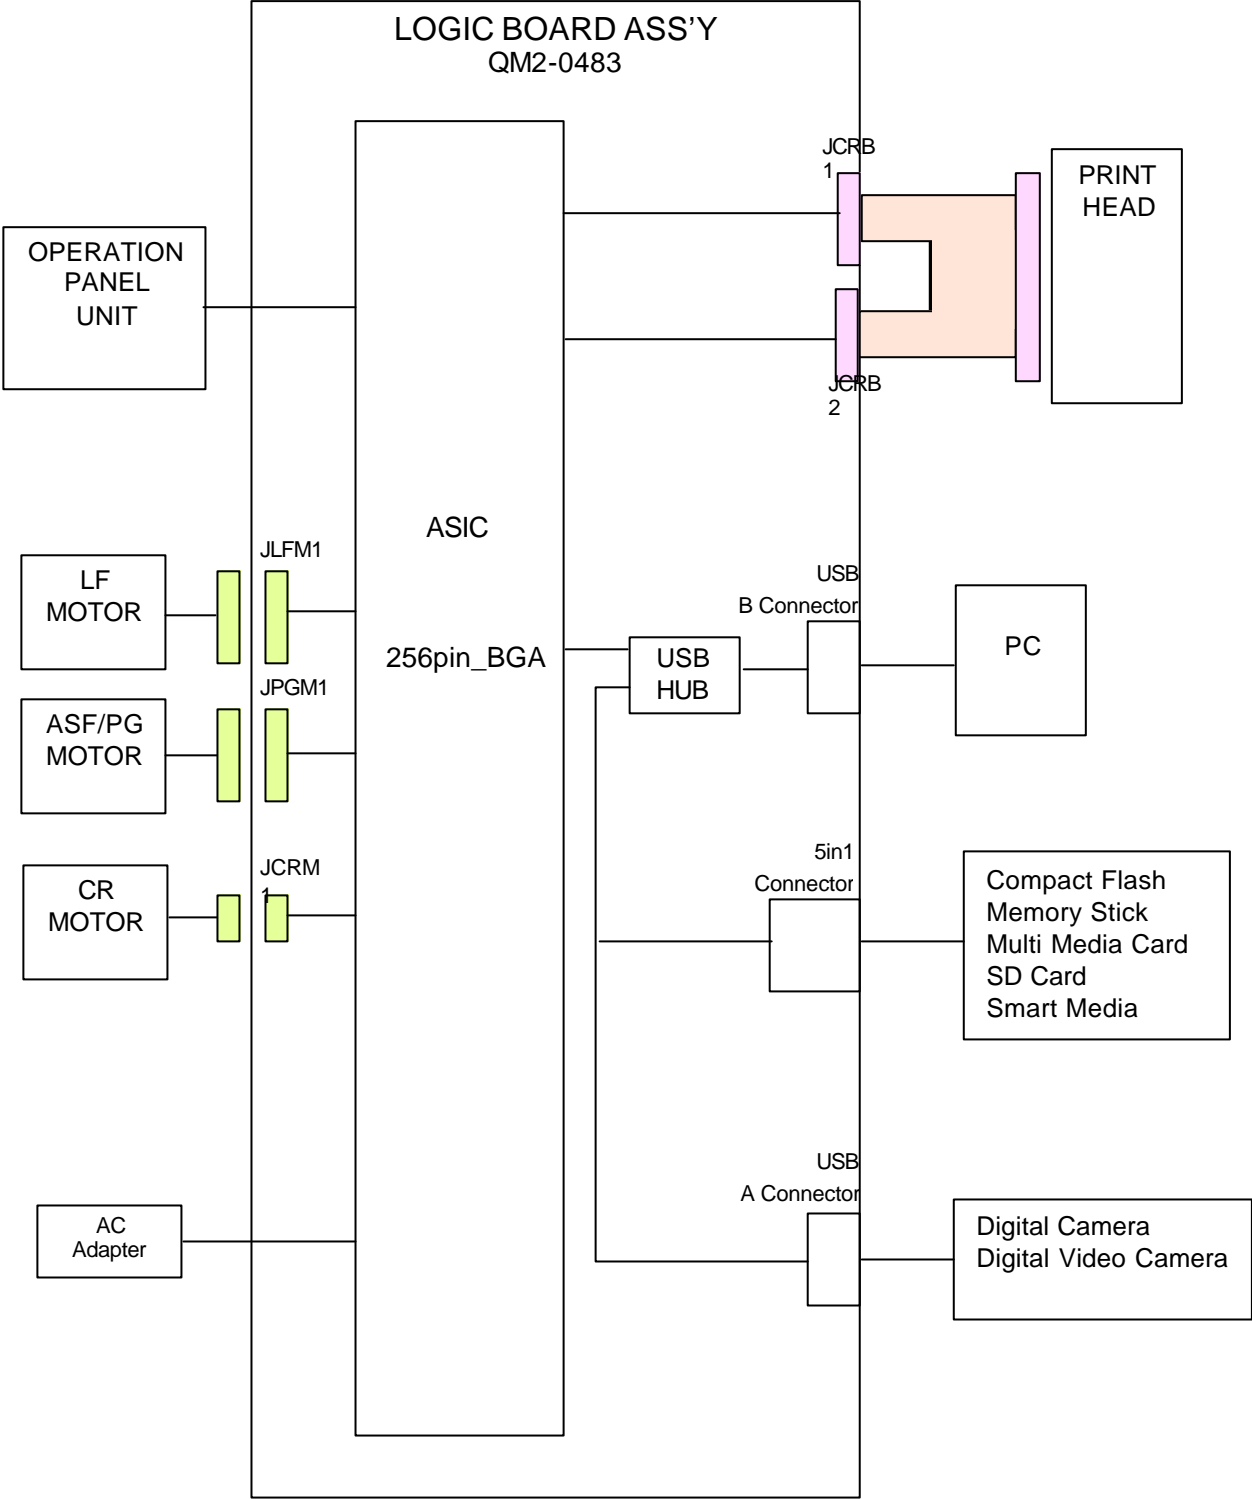 LOGIC BOARD ASS'Y
QM2-0483
JCRB
1
PRINT
HEAD
OPERATION
PANEL
UNIT
JCRB
2
ASIC
256pin_BGA
JLFM1
LF
MOTOR
JPGM1
ASF/PG
MOTOR
JCRM
1
CR
MOTOR
USB
B Connector
USB
HUB
PC
5in1
Connector
Compact Flash
Memory Stick
Multi Media Card
SD Card
Smart Media
USB
A Connector
AC
Adapter
Digital Camera
Digital Video Camera